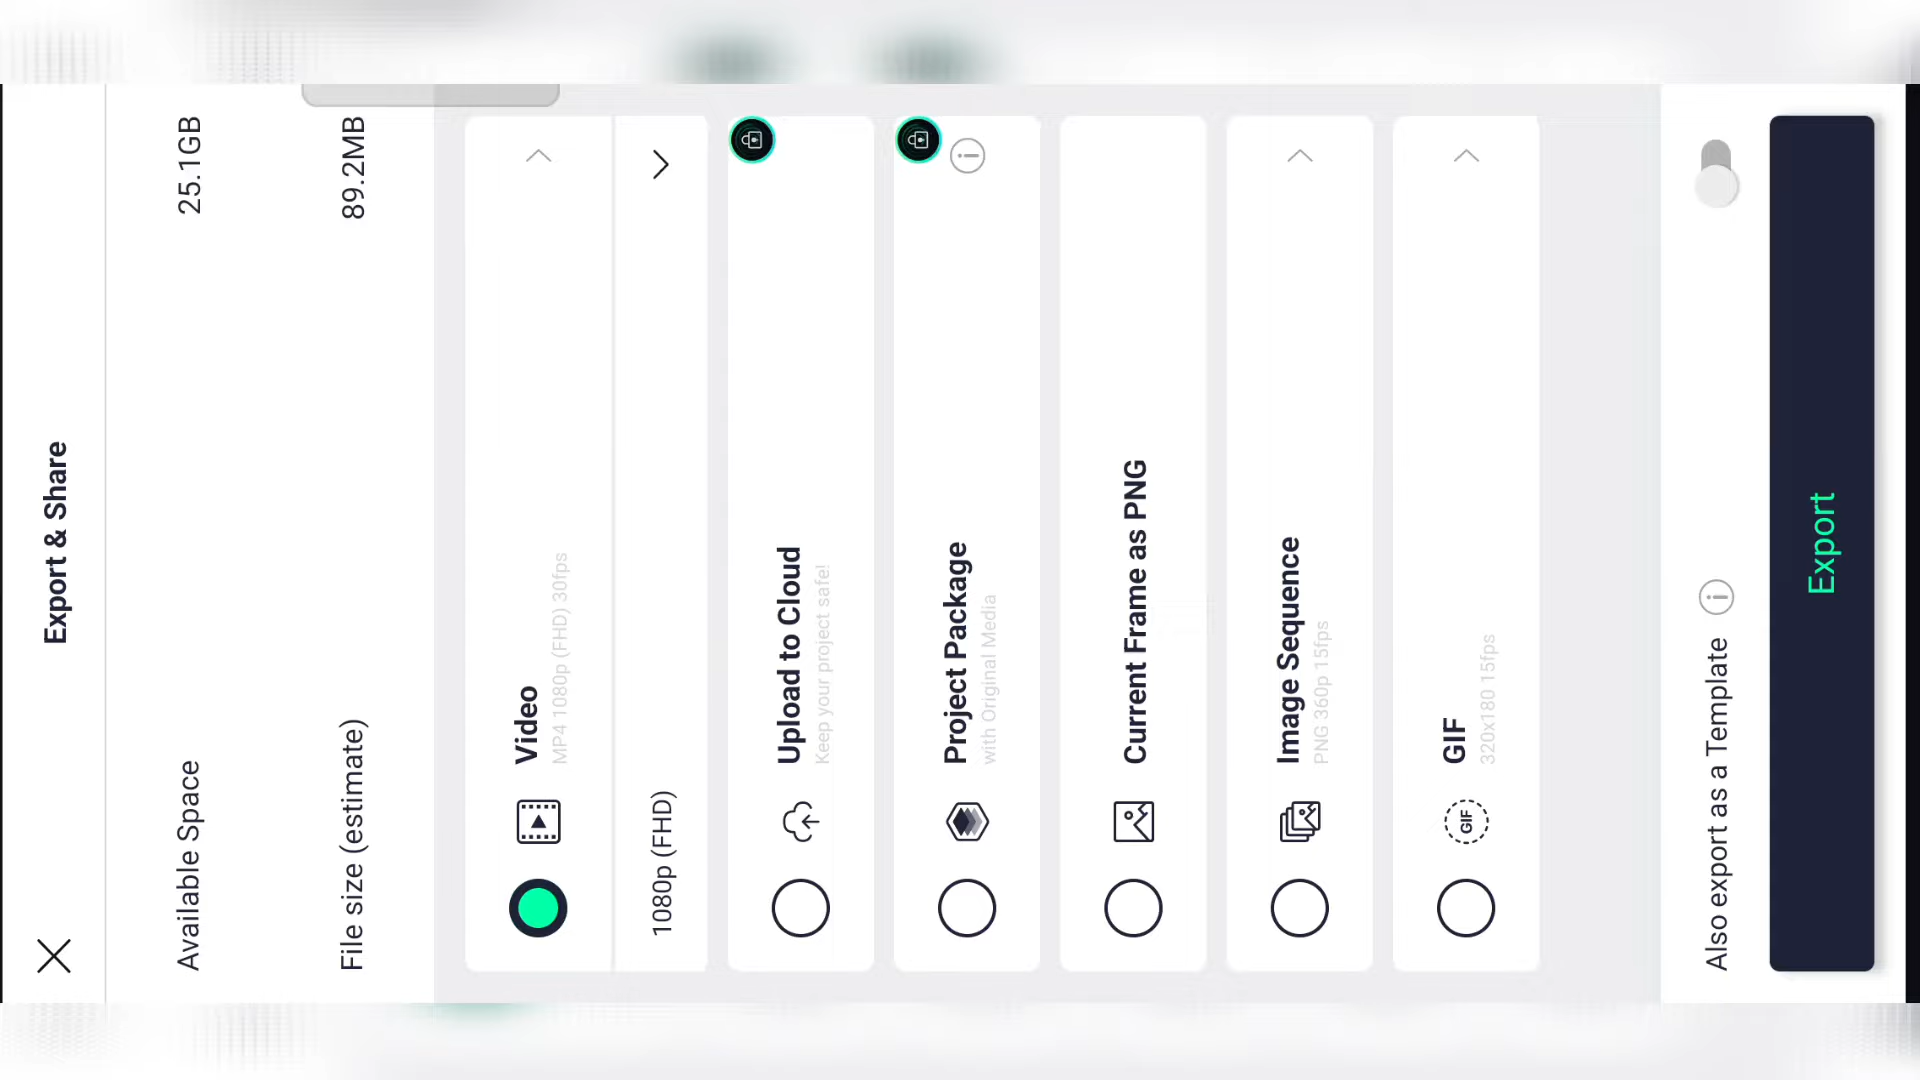 Export & Share
Available Space 25.1GB
File size (estimate) 89.2MB
Video
MP4 1080p (FHD) 30fps
1080p (FHD)
Upload to Cloud
Keep your project safe!
Project Package
with Original Media
Current Frame as PNG
Image Sequence
PNG 360p 15fps
GIF
GIF
320x180 15fps
Also export as a Template
Export